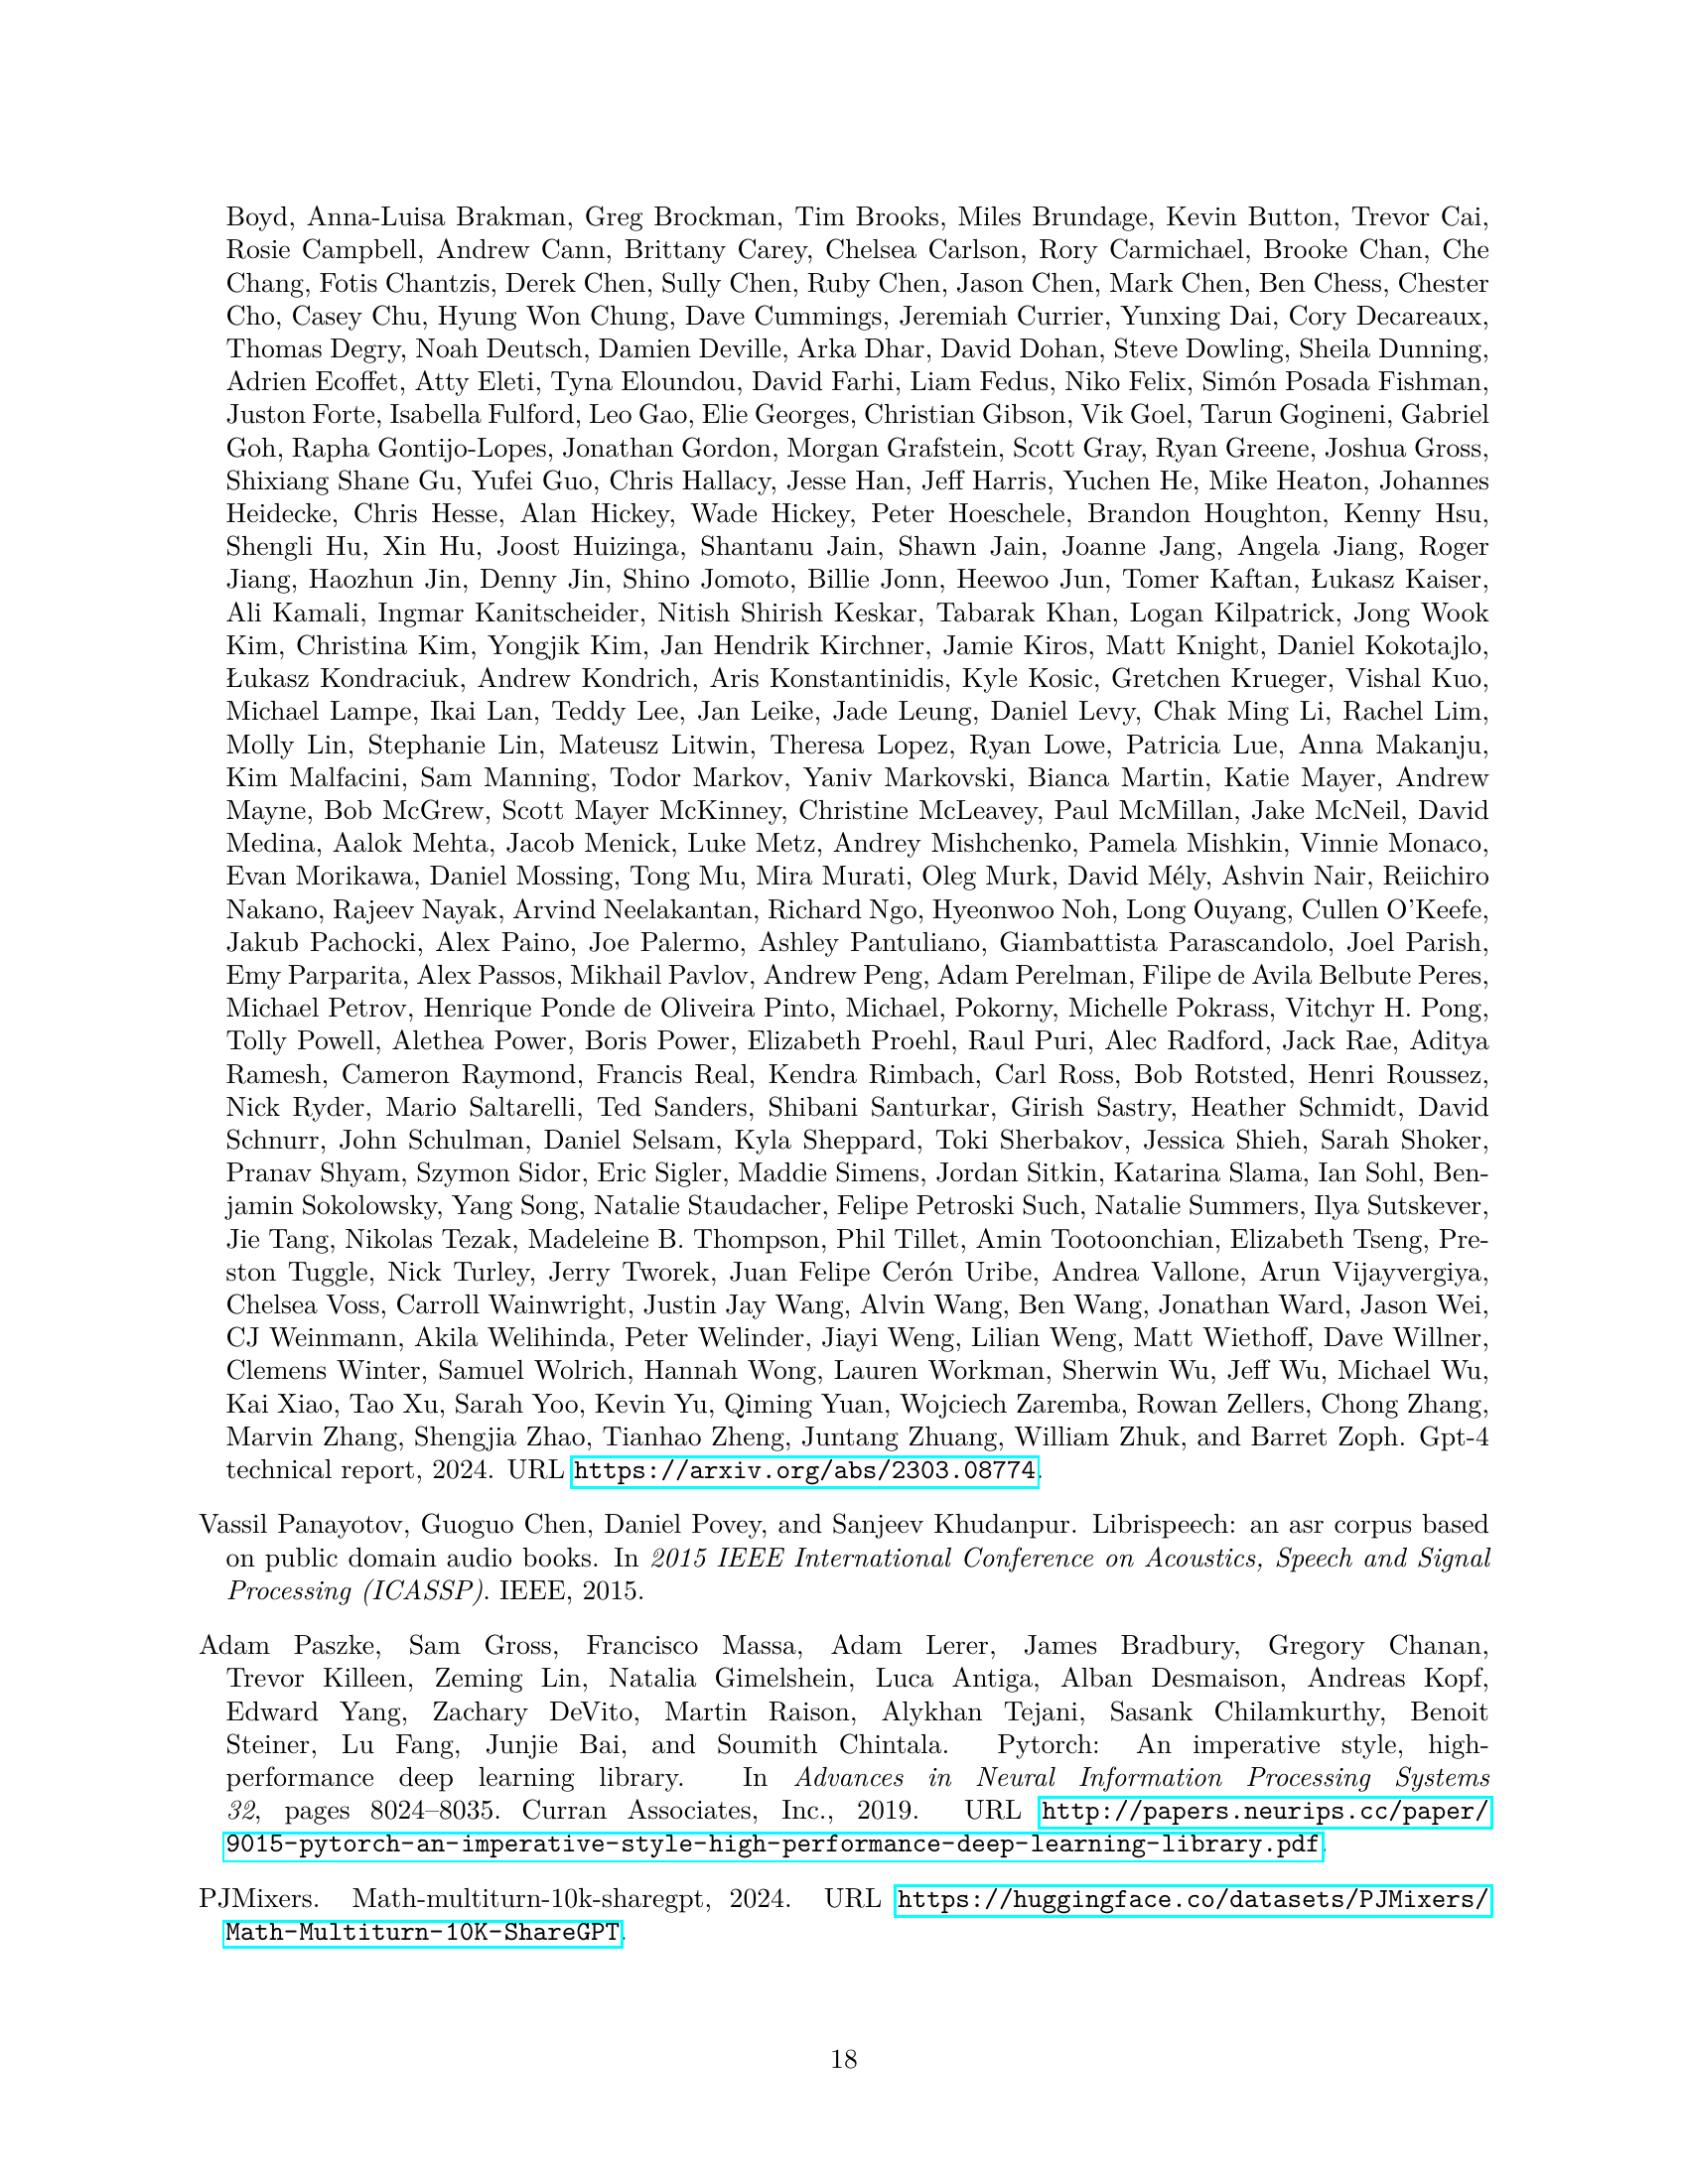 Boyd, Anna-Luisa Brakman, Greg Brockman, Tim Brooks, Miles Brundage, Kevin Button, Trevor Cai,
Rosie Campbell, Andrew Cann, Brittany Carey, Chelsea Carlson, Rory Carmichael, Brooke Chan, Che
Chang, Fotis Chantzis, Derek Chen, Sully Chen, Ruby Chen, Jason Chen, Mark Chen, Ben Chess, Chester
Cho, Casey Chu, Hyung Won Chung, Dave Cummings, Jeremiah Currier, Yunxing Dai, Cory Decareaux,
Thomas Degry, Noah Deutsch, Damien Deville, Arka Dhar, David Dohan, Steve Dowling, Sheila Dunning,
Adrien Ecoffet, Atty Eleti, Tyna Eloundou, David Farhi, Liam Fedus, Niko Felix, Simón Posada Fishman,
Juston Forte, Isabella Fulford, Leo Gao, Elie Georges, Christian Gibson, Vik Goel, Tarun Gogineni, Gabriel
Goh, Rapha Gontijo-Lopes, Jonathan Gordon, Morgan Grafstein, Scott Gray, Ryan Greene, Joshua Gross,
Shixiang Shane Gu, Yufei Guo, Chris Hallacy, Jesse Han, Jeff Harris, Yuchen He, Mike Heaton, Johannes
Heidecke, Chris Hesse, Alan Hickey, Wade Hickey, Peter Hoeschele, Brandon Houghton, Kenny Hsu,
Shengli Hu, Xin Hu, Joost Huizinga, Shantanu Jain, Shawn Jain, Joanne Jang, Angela Jiang, Roger
Jiang, Haozhun Jin, Denny Jin, Shino Jomoto, Billie Jonn, Heewoo Jun, Tomer Kaftan, Łukasz Kaiser,
Ali Kamali, Ingmar Kanitscheider, Nitish Shirish Keskar, Tabarak Khan, Logan Kilpatrick, Jong Wook
Kim, Christina Kim, Yongjik Kim, Jan Hendrik Kirchner, Jamie Kiros, Matt Knight, Daniel Kokotajlo,
Łukasz Kondraciuk, Andrew Kondrich, Aris Konstantinidis, Kyle Kosic, Gretchen Krueger, Vishal Kuo,
Michael Lampe, Ikai Lan, Teddy Lee, Jan Leike, Jade Leung, Daniel Levy, Chak Ming Li, Rachel Lim,
Molly Lin, Stephanie Lin, Mateusz Litwin, Theresa Lopez, Ryan Lowe, Patricia Lue, Anna Makanju,
Kim Malfacini, Sam Manning, Todor Markov, Yaniv Markovski, Bianca Martin, Katie Mayer, Andrew
Mayne, Bob McGrew, Scott Mayer McKinney, Christine McLeavey, Paul McMillan, Jake McNeil, David
Medina, Aalok Mehta, Jacob Menick, Luke Metz, Andrey Mishchenko, Pamela Mishkin, Vinnie Monaco,
Evan Morikawa, Daniel Mossing, Tong Mu, Mira Murati, Oleg Murk, David Mély, Ashvin Nair, Reiichiro
Nakano, Rajeev Nayak, Arvind Neelakantan, Richard Ngo, Hyeonwoo Noh, Long Ouyang, Cullen O'Keefe,
Jakub Pachocki, Alex Paino, Joe Palermo, Ashley Pantuliano, Giambattista Parascandolo, Joel Parish,
Emy Parparita, Alex Passos, Mikhail Pavlov, Andrew Peng, Adam Perelman, Filipe de Avila Belbute Peres,
Michael Petrov, Henrique Ponde de Oliveira Pinto, Michael, Pokorny, Michelle Pokrass, Vitchyr H. Pong,
Tolly Powell, Alethea Power, Boris Power, Elizabeth Proehl, Raul Puri, Alec Radford, Jack Rae, Aditya
Ramesh, Cameron Raymond, Francis Real, Kendra Rimbach, Carl Ross, Bob Rotsted, Henri Roussez,
Nick Ryder, Mario Saltarelli, Ted Sanders, Shibani Santurkar, Girish Sastry, Heather Schmidt, David
Schnurr, John Schulman, Daniel Selsam, Kyla Sheppard, Toki Sherbakov, Jessica Shieh, Sarah Shoker,
Pranav Shyam, Szymon Sidor, Eric Sigler, Maddie Simens, Jordan Sitkin, Katarina Slama, Ian Sohl, Ben-
jamin Sokolowsky, Yang Song, Natalie Staudacher, Felipe Petroski Such, Natalie Summers, Ilya Sutskever,
Jie Tang, Nikolas Tezak, Madeleine B. Thompson, Phil Tillet, Amin Tootoonchian, Elizabeth Tseng, Pre-
ston Tuggle, Nick Turley, Jerry Tworek, Juan Felipe Cerón Uribe, Andrea Vallone, Arun Vijayvergiya,
Chelsea Voss, Carroll Wainwright, Justin Jay Wang, Alvin Wang, Ben Wang, Jonathan Ward, Jason Wei,
CJ Weinmann, Akila Welihinda, Peter Welinder, Jiayi Weng, Lilian Weng, Matt Wiethoff, Dave Willner,
Clemens Winter, Samuel Wolrich, Hannah Wong, Lauren Workman, Sherwin Wu, Jeff Wu, Michael Wu,
Kai Xiao, Tao Xu, Sarah Yoo, Kevin Yu, Qiming Yuan, Wojciech Zaremba, Rowan Zellers, Chong Zhang,
Marvin Zhang, Shengjia Zhao, Tianhao Zheng, Juntang Zhuang, William Zhuk, and Barret Zoph. Gpt-4
technical report, 2024. URL https://arxiv.org/abs/2303.08774.
Vassil Panayotov, Guoguo Chen, Daniel Povey, and Sanjeev Khudanpur. Librispeech: an asr corpus based
on public domain audio books. In 2015 IEEE International Conference on Acoustics, Speech and Signal
Processing (ICASSP). IEEE, 2015.
Adam Paszke, Sam Gross, Francisco Massa, Adam Lerer, James Bradbury, Gregory Chanan,
Trevor Killeen, Zeming Lin, Natalia Gimelshein, Luca Antiga, Alban Desmaison, Andreas Kopf,
Edward Yang, Zachary DeVito, Martin Raison, Alykhan Tejani, Sasank Chilamkurthy, Benoit
Steiner, Lu Fang, Junjie Bai, and Soumith Chintala. Pytorch: An imperative style, high-
performance deep learning library. In Advances in Neural Information Processing Systems
32, pages 8024–8035. Curran Associates, Inc., 2019. URL http://papers.neurips.cc/paper/
9015-pytorch-an-imperative-style-high-performance-deep-learning-library.pdf.
PJMixers. Math-multiturn-10k-sharegpt, 2024. URL https://huggingface.co/datasets/PJMixers/
Math-Multiturn-10K-ShareGPT.
18